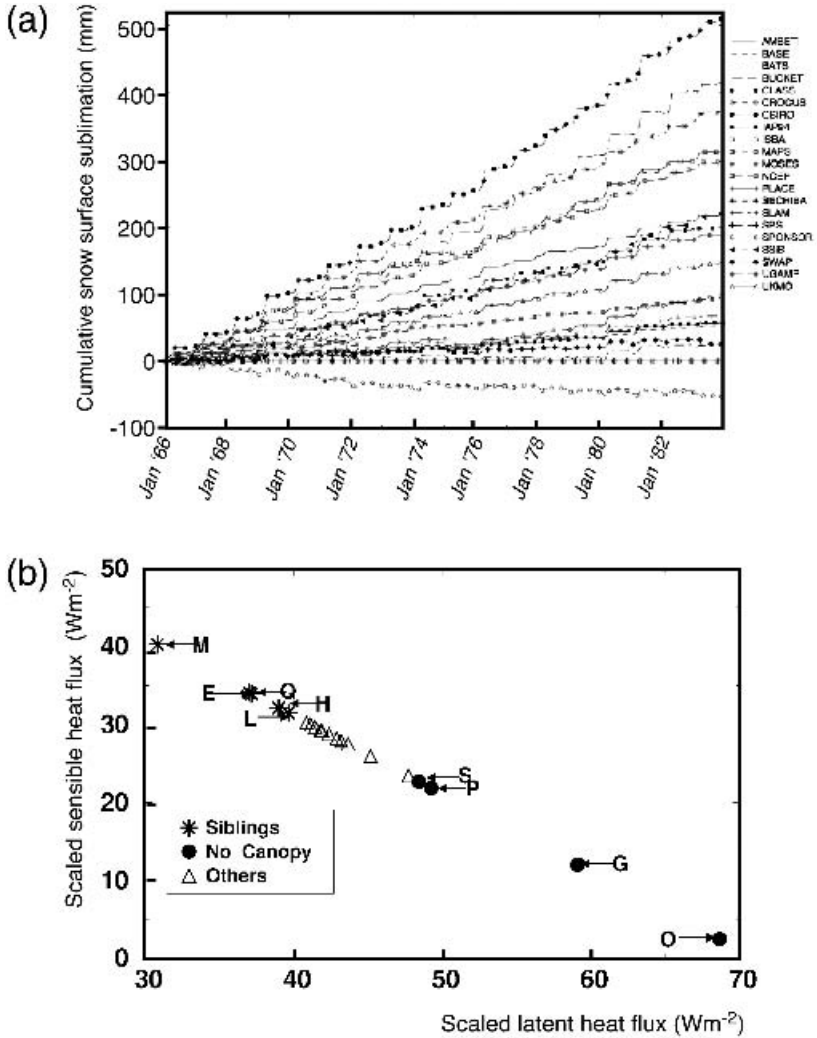 (a)
Cumulative snow surface sublimation (mm)
500
400
300
200
100
0
-100
Jan '66
Jan '68
Jan '70
Jan '72
Jan '74
Jan '76
Jan '78
Jan '80
Jan '82
AMBET
BASE
BATS
BUCKET
CLASS
CROCUS
CSIRO
IAP94
ISBA
MAPS
MOSES
NCEP
PLACE
SECHIBA
SLAM
SPS
SPONSOR
SSIB
SWAP
UGAMP
UKMO
(b)
Scaled sensible heat flux (Wm-2)
50
40
30
20
10
0
M
E
Q
H
L
S
P
G
O
Siblings
No Canopy
Others
30
40
50
60
70
Scaled latent heat flux (Wm-2)